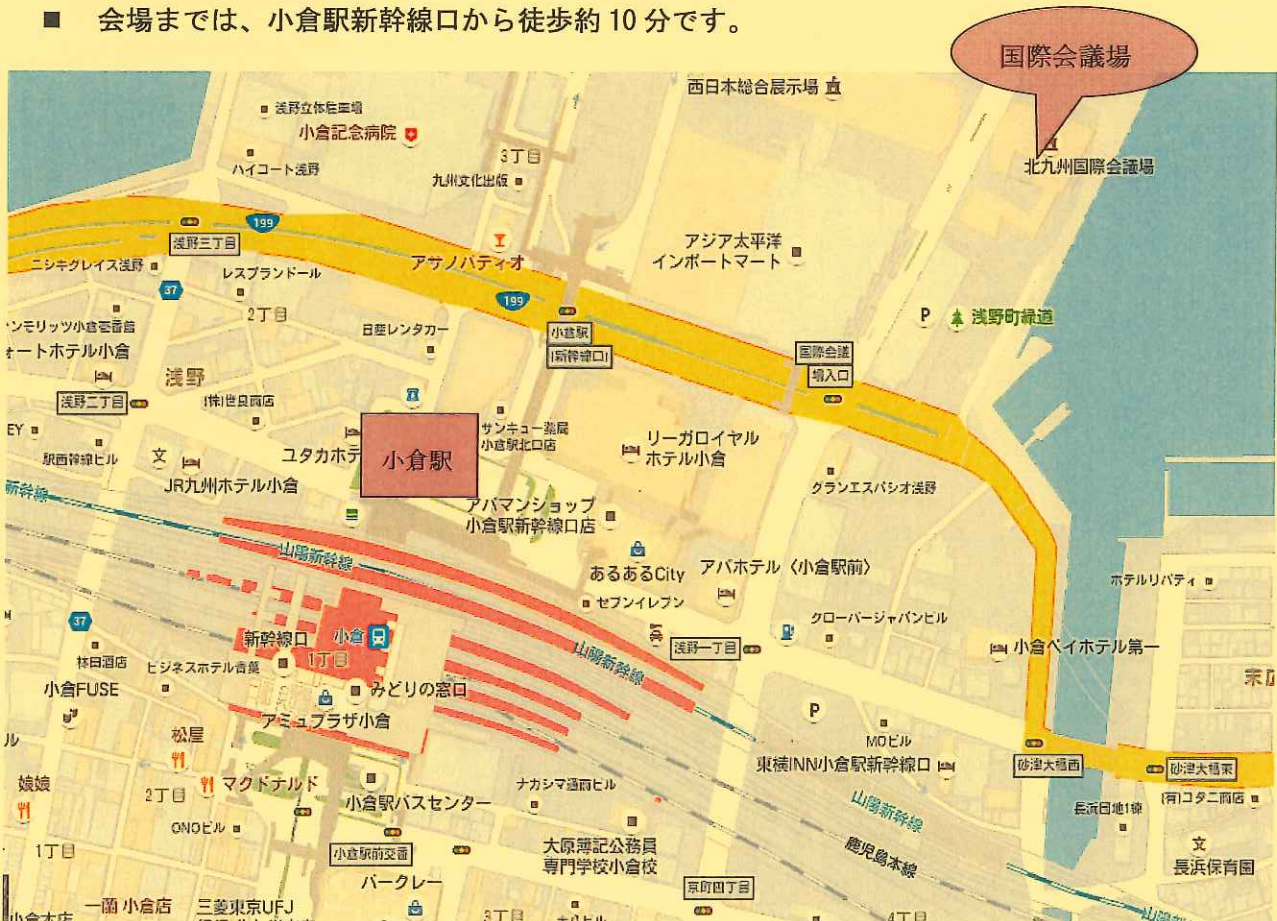 ■ 会場までは、小倉駅新幹線口から徒歩約10分です。
国際会議場
西日本総合展示場
浅野立体駐車場
小倉記念病院
3丁目
ハイコート浅野
九州文化出版
北九州国際会議場
199
浅野三丁目
アジア太平洋
インポートマート
アサノパティオ
ニシキグレイス浅野
レスプランドール
37
199
2丁目
日産レンタカー
小倉駅
(新幹線口)
P
浅野町緑道
ォートホテル小倉
国際会議
場入口
浅野
浅野二丁目
(株)世良商店
サンキュー薬局
小倉駅北口店
リーガロイヤル
ホテル小倉
EY
駅西幹線ビル
ユタカホテ
小倉駅
JR九州ホテル小倉
グランエスパシオ浅野
新幹線
アパマンショップ
小倉駅新幹線口店
山陽新幹線
あるあるCity
アパホテル〈小倉駅前〉
ホテルリバティ
セブンイレブン
クローバージャパンビル
37
新幹線口
小倉
1丁目
山陽新幹線
浅野一丁目
小倉ベイホテル第一
林田酒店
ビジネスホテル青葉
小倉FUSE
みどりの窓口
アミュプラザ小倉
P
松屋
MOビル
東横INN小倉駅新幹線口
砂津大橋西
砂津大橋東
娘娘
マクドナルド
2丁目
小倉駅バスセンター
ナカシマ通商ビル
山陽新幹線
長浜団地1棟
(有)コタニ商店
ONOビル
1丁目
小倉駅前交番
大原簿記公務員
専門学校小倉校
鹿児島本線
長浜保育園
バークレー
京町四丁目
一蘭 小倉店
三菱東京UFJ
3丁目
4丁目